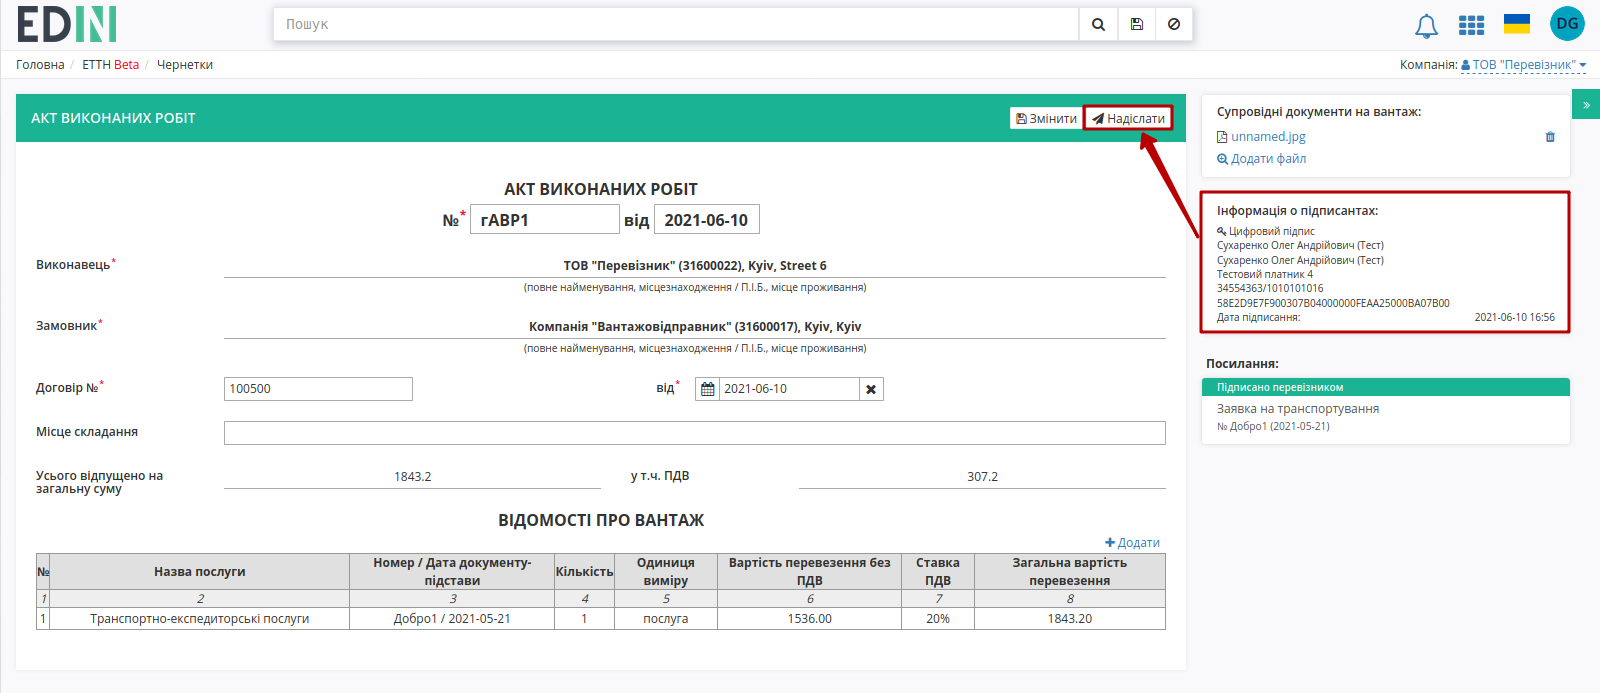 EDIN
Пошук
DG
Головна / ЕТТН Beta / Чернетки
Компанія: ТОВ "Перевізник"
АКТ ВИКОНАНИХ РОБІТ
Змінити
Надіслати
АКТ ВИКОНАНИХ РОБІТ
№* гАВР1 від 2021-06-10
Виконавець*
ТОВ "Перевізник" (31600022), Kyiv, Street 6
(повне найменування, місцезнаходження / П.І.Б., місце проживання)
Замовник*
Компанія "Вантажовідправник" (31600017), Kyiv, Kyiv
(повне найменування, місцезнаходження / П.І.Б., місце проживання)
Договір №* 100500 від* 2021-06-10
Місце складання
Усього відпущено на
загальну суму
1843.2 у т.ч. ПДВ 307.2
ВІДОМОСТІ ПРО ВАНТАЖ
Додати
№ Назва послуги Номер / Дата документу-підстави Кількість Одиниця виміру Вартість перевезення без ПДВ Ставка ПДВ Загальна вартість перевезення
1 2 3 4 5 6 7 8
1 Транспортно-експедиторські послуги Добро1 / 2021-05-21 1 послуга 1536.00 20% 1843.20
»
Супровідні документи на вантаж:
unnamed.jpg
Додати файл
Інформація о підписантах:
Цифровий підпис
Сухаренко Олег Андрійович (Тест)
Сухаренко Олег Андрійович (Тест)
Тестовий платник 4
34554363/1010101016
58E2D9E7F900307B04000000FEAA25000BA07B00
Дата підписання: 2021-06-10 16:56
Посилання:
Підписано перевізником
Заявка на транспортування
№ Добро1 (2021-05-21)